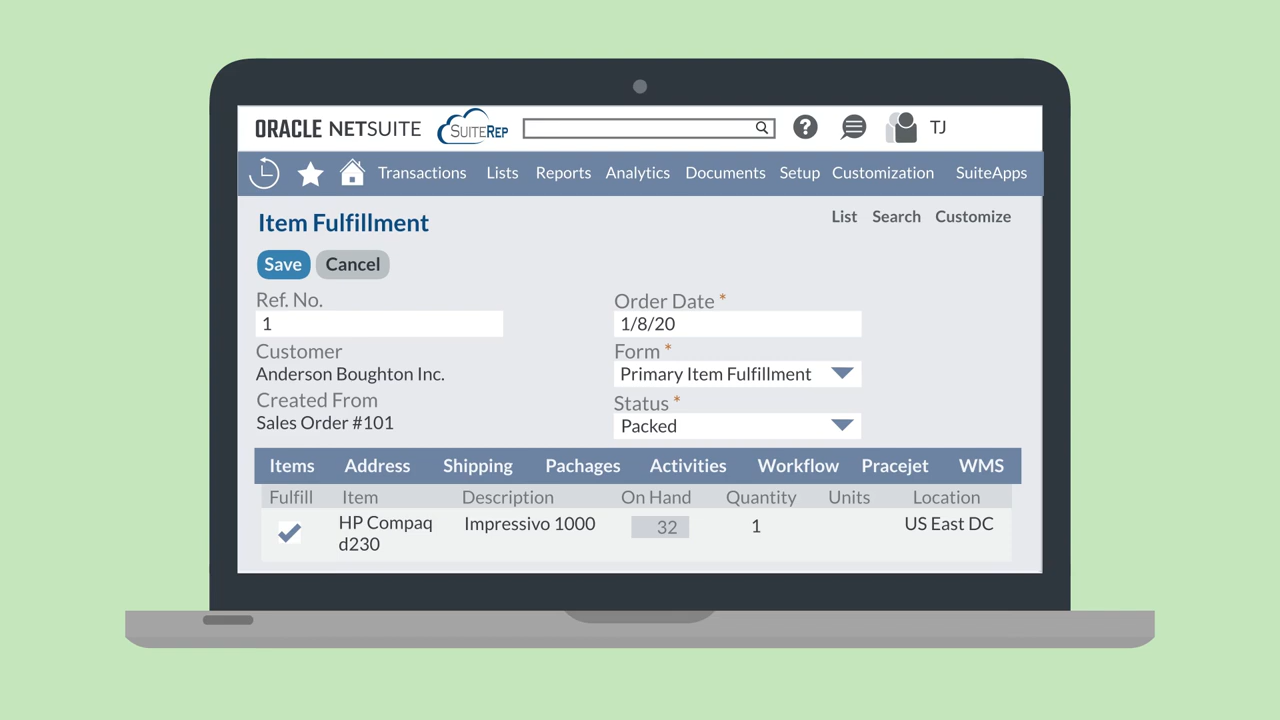 ORACLE NETSUITE SUITEREP TJ
Transactions Lists Reports Analytics Documents Setup Customization SuiteApps
Item Fulfillment List Search Customize
Save Cancel
Ref. No. Order Date *
1 1/8/20
Customer Form *
Anderson Boughton Inc. Primary Item Fulfillment
Created From Status *
Sales Order #101 Packed
Items Address Shipping Pachages Activities Workflow Pracejet WMS
Fulfill Item Description On Hand Quantity Units Location
HP Compaq Impressivo 1000 32 1 US East DC
d230